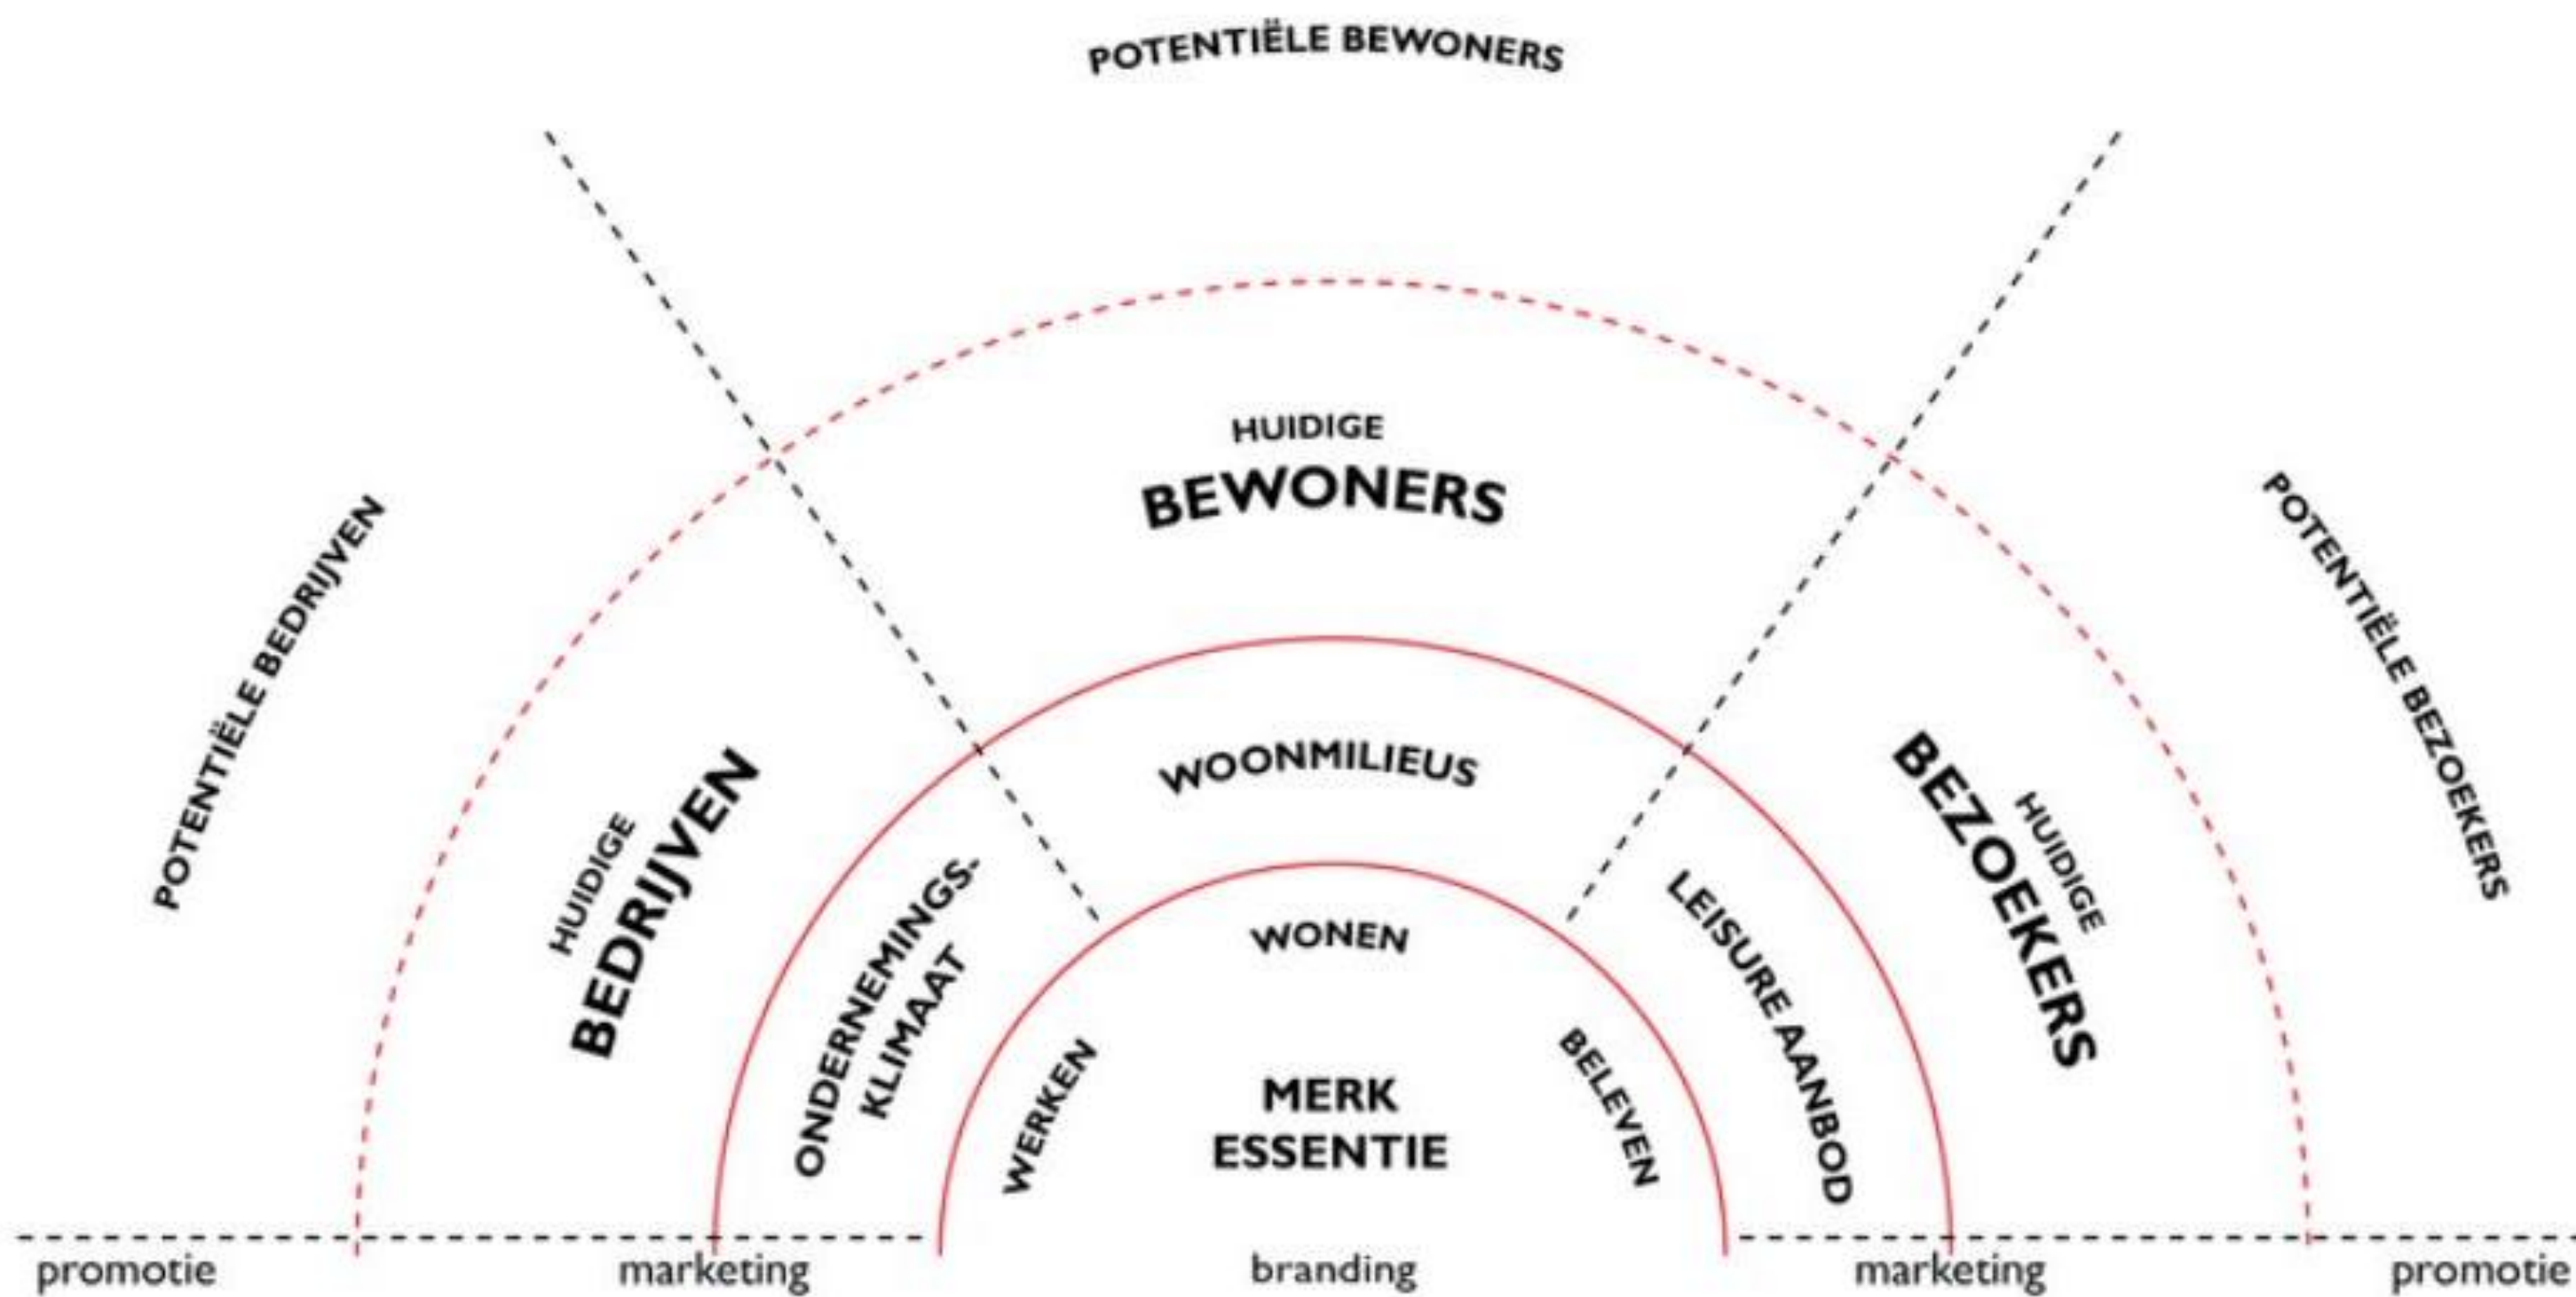 POTENTIËLE BEWONERS
HUIDIGE
BEWONERS
POTENTIËLE BEDRIJVEN
POTENTIËLE BEZOEKERS
HUIDIGE
BEDRIJVEN
HUIDIGE
BEZOEKERS
WOONMILIEUS
ONDERNEMINGS-
KLIMAAT
LEISURE AANBOD
WONEN
WERKEN
BELEVEN
MERK
ESSENTIE
promotie
marketing
branding
marketing
promotie